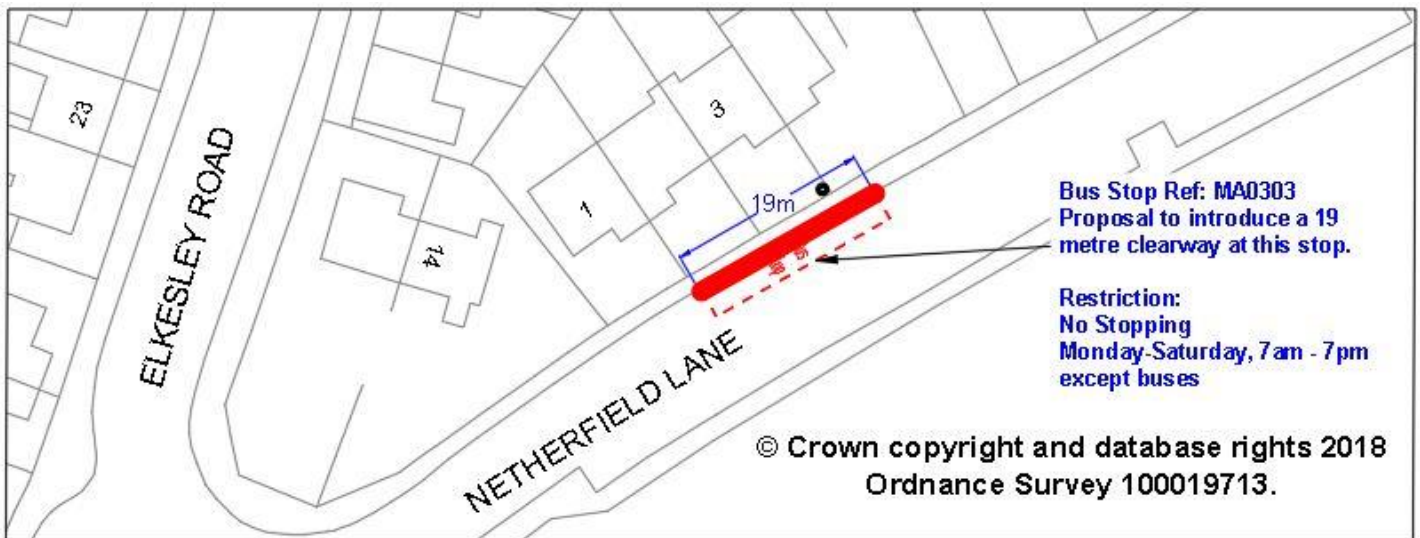 23
ELKESLEY ROAD
14
1
3
19m
NETHERFIELD LANE
Bus Stop Ref: MA0303
Proposal to introduce a 19
metre clearway at this stop.
Restriction:
No Stopping
Monday-Saturday, 7am - 7pm
except buses
© Crown copyright and database rights 2018
Ordnance Survey 100019713.